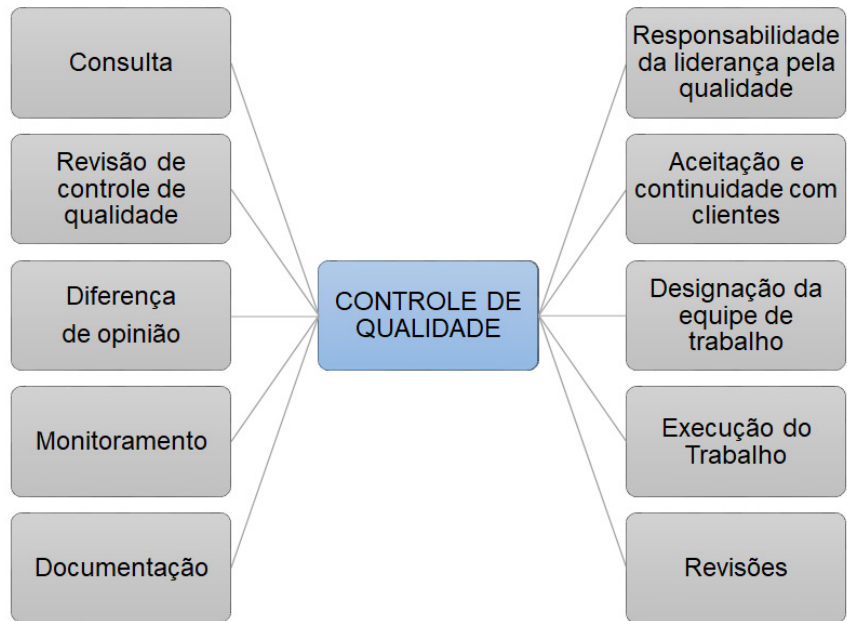 Consulta
Revisão de
controle de
qualidade
Diferença
de opinião
Monitoramento
Documentação
CONTROLE DE
QUALIDADE
Responsabilidade
da liderança pela
qualidade
Aceitação e
continuidade com
clientes
Designação da
equipe de
trabalho
Execução do
Trabalho
Revisões